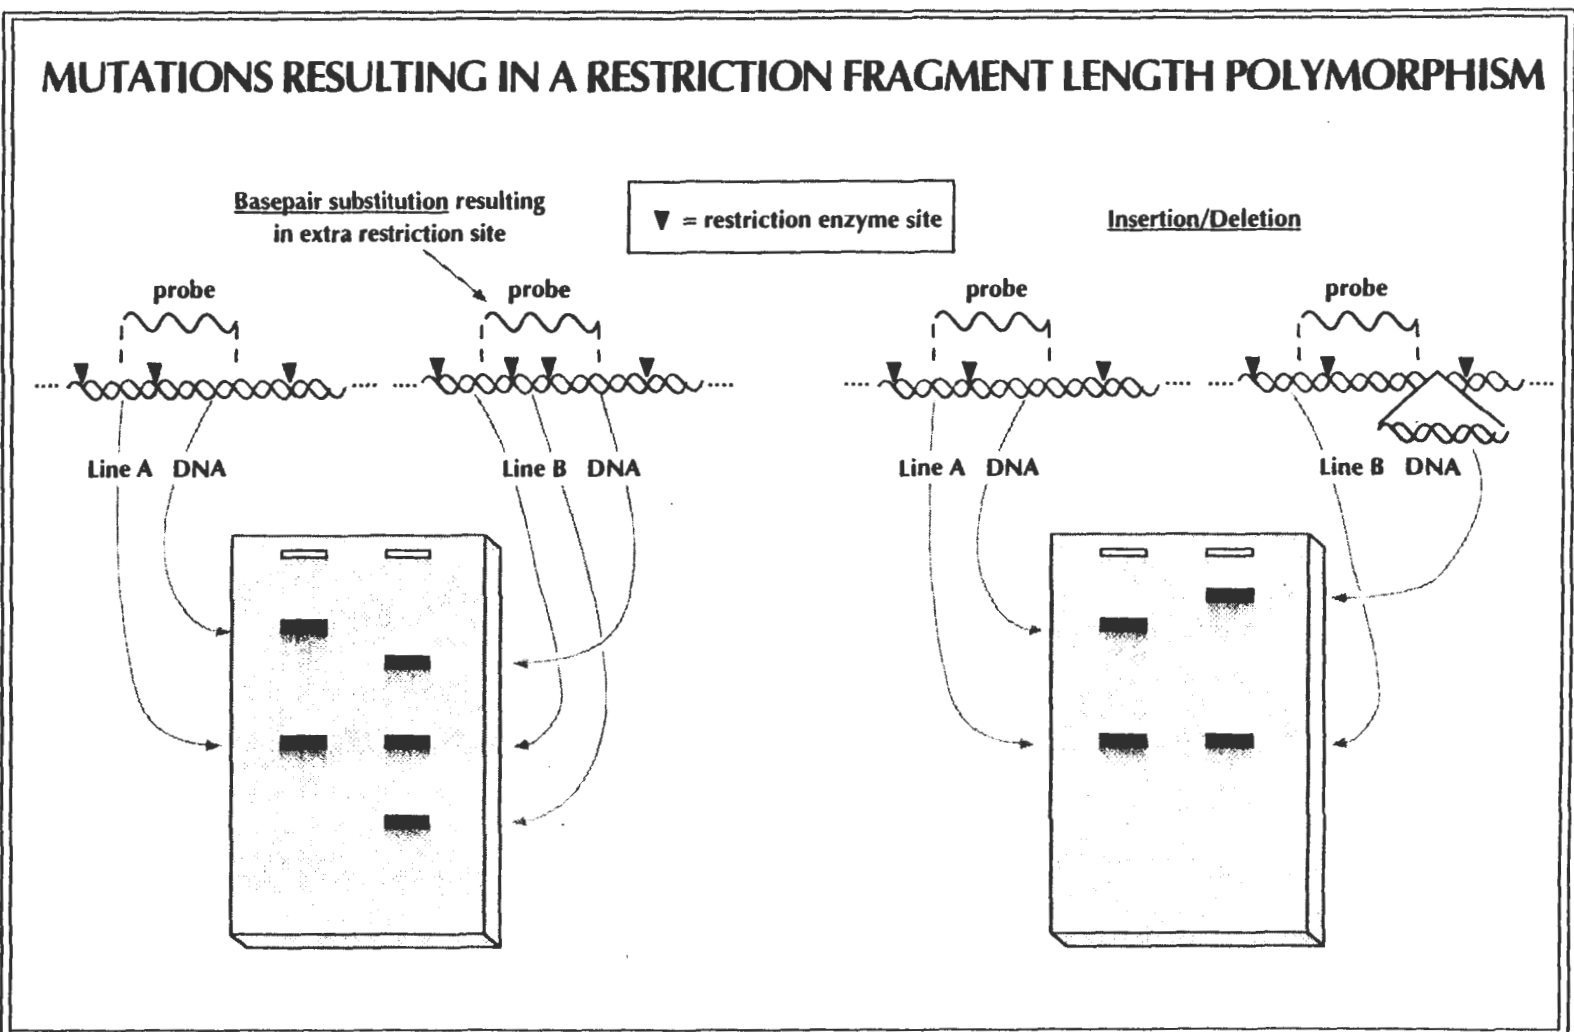 MUTATIONS RESULTING IN A RESTRICTION FRAGMENT LENGTH POLYMORPHISM
Basepair substitution resulting
in extra restriction site
▼ = restriction enzyme site
Insertion/Deletion
probe
probe
probe
probe
Line A DNA
Line B DNA
Line A DNA
Line B DNA